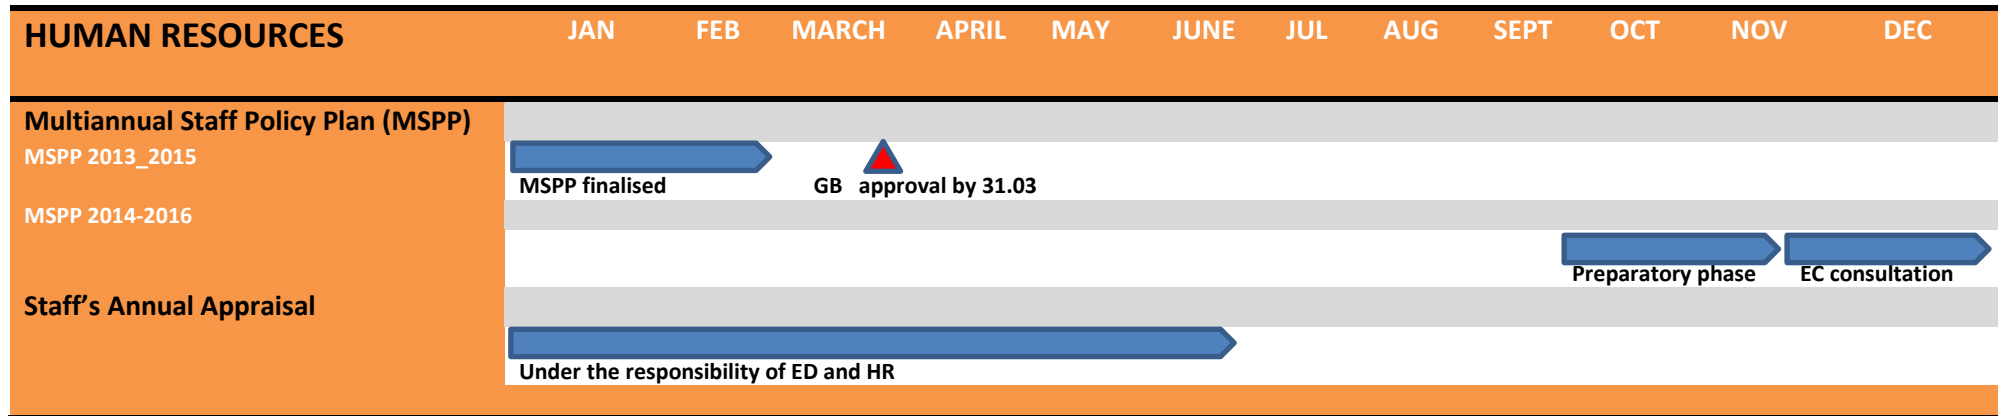 HUMAN RESOURCES JAN FEB MARCH APRIL MAY JUNE JUL AUG SEPT OCT NOV DEC
Multiannual Staff Policy Plan (MSPP)
MSPP 2013_2015
MSPP finalised GB approval by 31.03
MSPP 2014-2016
Preparatory phase EC consultation
Staff’s Annual Appraisal
Under the responsibility of ED and HR